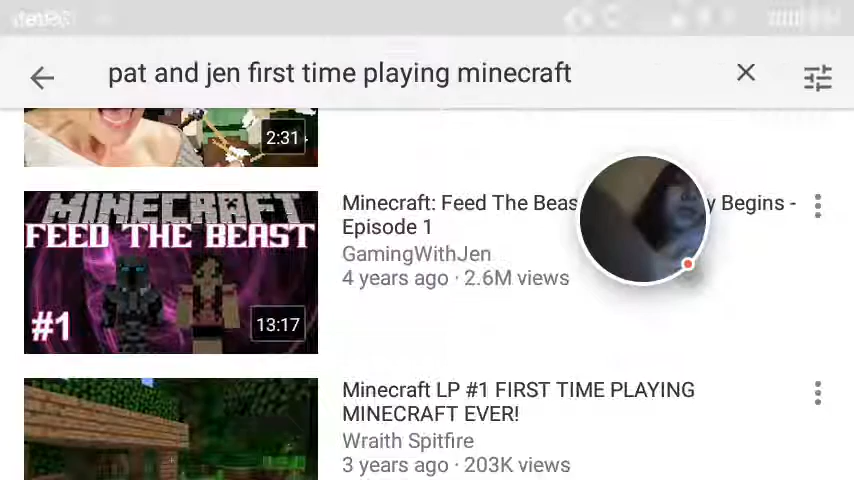 pat and jen first time playing minecraft
2:31
MINECRAFT
FEED THE BEAST
#1
13:17
Minecraft: Feed The Beas y Begins -
Episode 1
GamingWithJen
4 years ago · 2.6M views
Minecraft LP #1 FIRST TIME PLAYING
MINECRAFT EVER!
Wraith Spitfire
3 years ago · 203K views